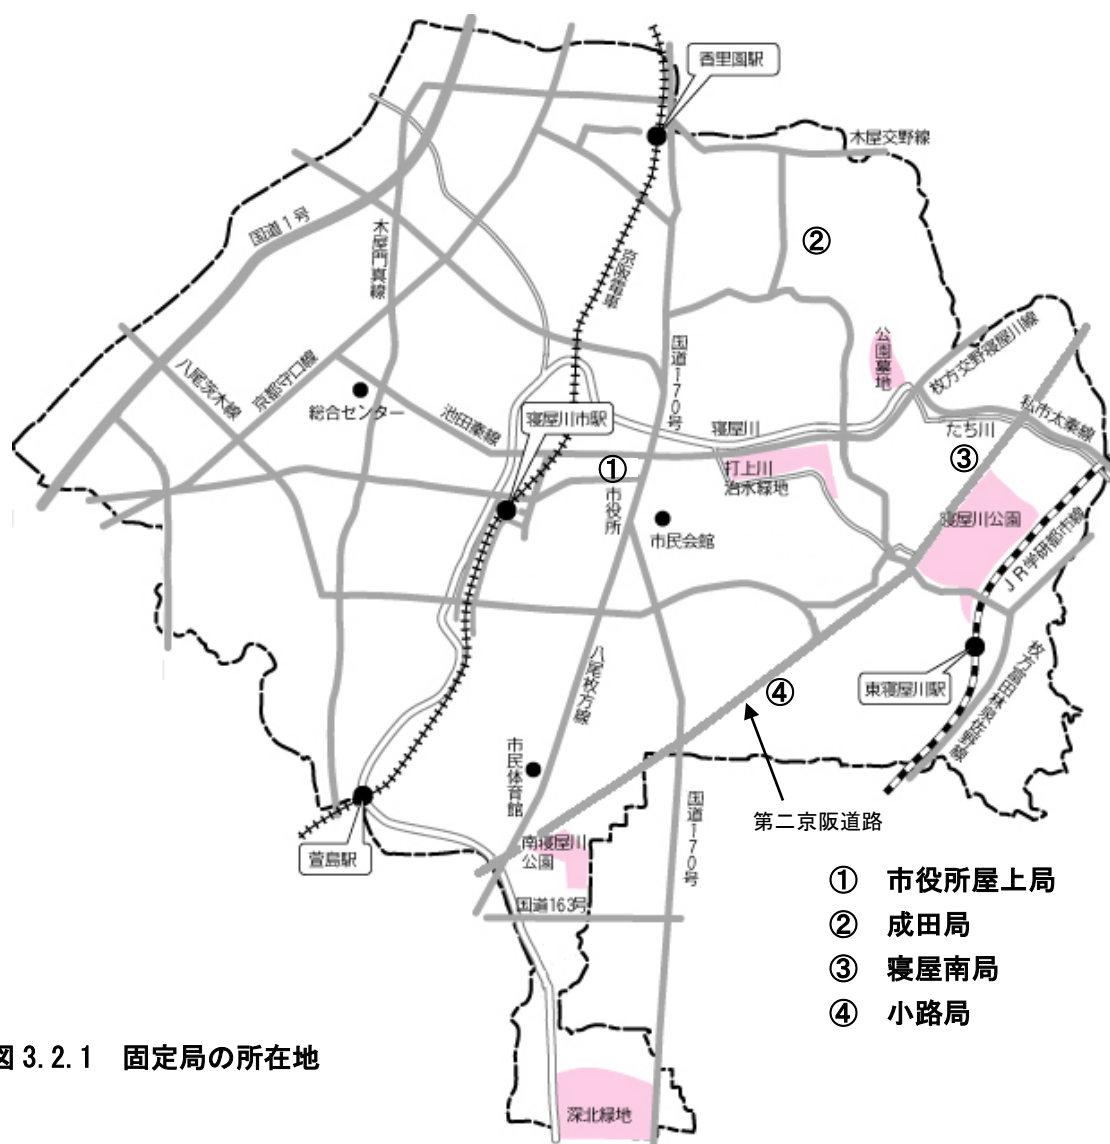 香里園駅
木屋交野線
国道1号
木屋門真線
京阪電車
②
国道170号
公園墓地
枚方交野寝屋川線
八尾茨木線
京都守口線
総合センター
池田秦線
寝屋川市駅
寝屋川
たち川
私市太秦線
①
市役所
打上川
治水緑地
③
市民会館
寝屋川公園
JR学研都市線
八尾枚方線
④
東寝屋川駅
枚方富田林泉佐野線
市民体育館
国道170号
第二京阪道路
萱島駅
南寝屋川
公園
国道163号
① 市役所屋上局
② 成田局
③ 寝屋南局
④ 小路局
図 3.2.1 固定局の所在地
深北緑地